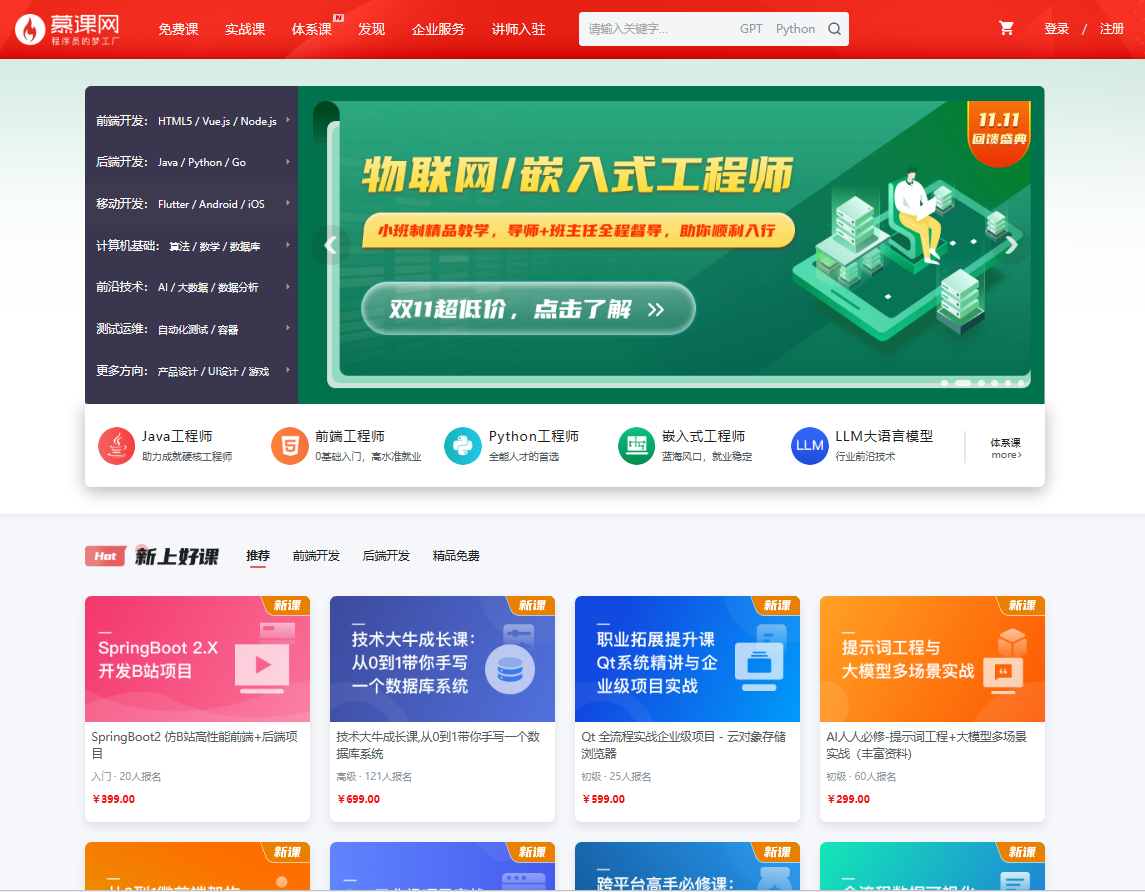 慕课网
程序员的梦工厂
免费课 实战课 体系课 N 发现 企业服务 讲师入驻
请输入关键字... GPT Python
登录 / 注册
前端开发： HTML5 / Vue.js / Node.js
后端开发： Java / Python / Go
移动开发： Flutter / Android / iOS
计算机基础： 算法 / 数学 / 数据库
前沿技术： AI / 大数据 / 数据分析
测试运维： 自动化测试 / 容器
更多方向： 产品设计 / UI设计 / 游戏
11.11
回馈盛典
物联网/嵌入式工程师
小班制精品教学，导师+班主任全程督导，助你顺利入行
双11超低价，点击了解 >>
Java工程师
助力成就硬核工程师
前端工程师
0基础入门，高水准就业
Python工程师
全能人才的首选
嵌入式工程师
蓝海风口，就业稳定
LLM
LLM大语言模型
行业前沿技术
体系课
more>
Hot 新上好课 推荐 前端开发 后端开发 精品免费
新课
SpringBoot 2.X
开发B站项目
SpringBoot2 仿B站高性能前端+后端项
目
入门 · 20人报名
￥399.00
新课
技术大牛成长课：
从0到1带你手写
一个数据库系统
技术大牛成长课,从0到1带你手写一个数
据库系统
高级 · 121人报名
￥699.00
新课
职业拓展提升课
Qt系统精讲与企
业级项目实战
Qt 全流程实战企业级项目 - 云对象存储
浏览器
初级 · 25人报名
￥599.00
新课
提示词工程与
大模型多场景实战
AI人人必修-提示词工程+大模型多场景
实战（丰富资料)
初级 · 60人报名
￥299.00
新课
新课
新课
跨平台高手必修课：
新课